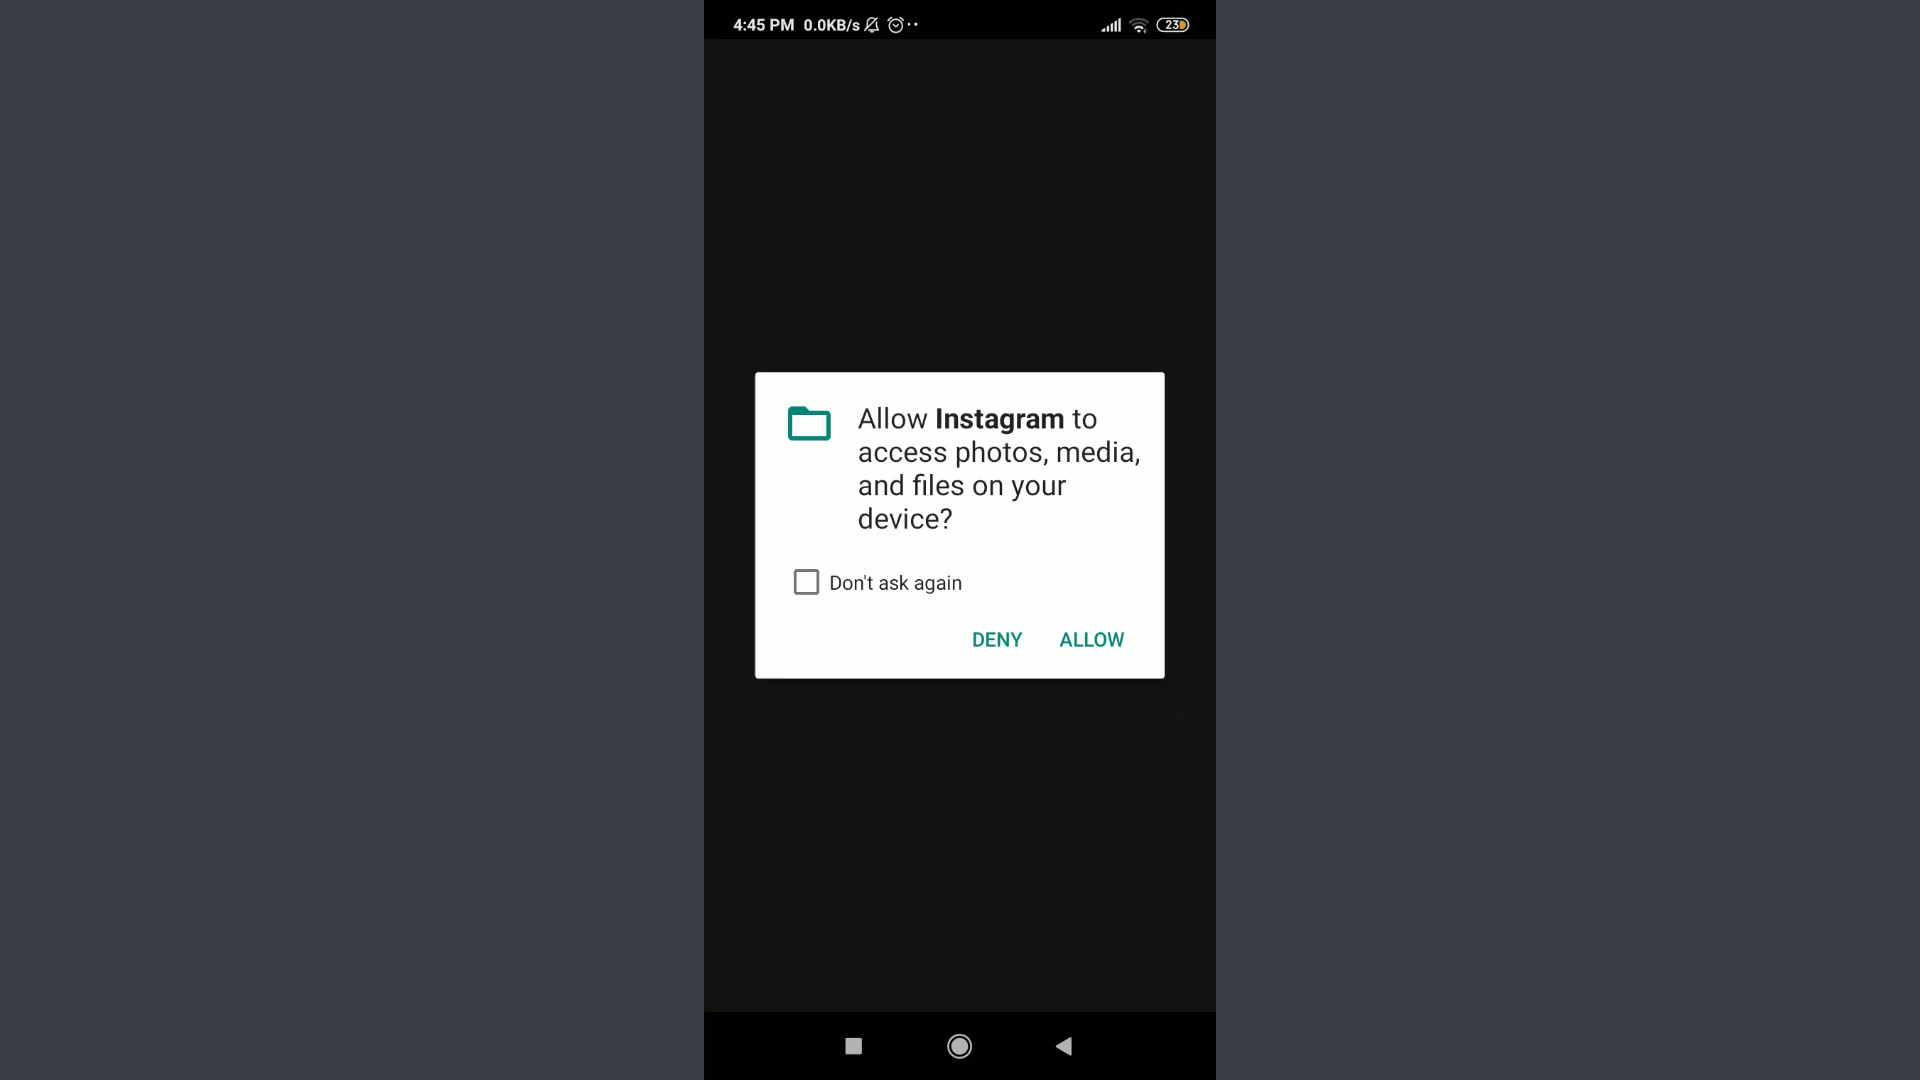 4:45 PM 0.0KB/s
23
Allow Instagram to
access photos, media,
and files on your
device?
Don't ask again
DENY ALLOW